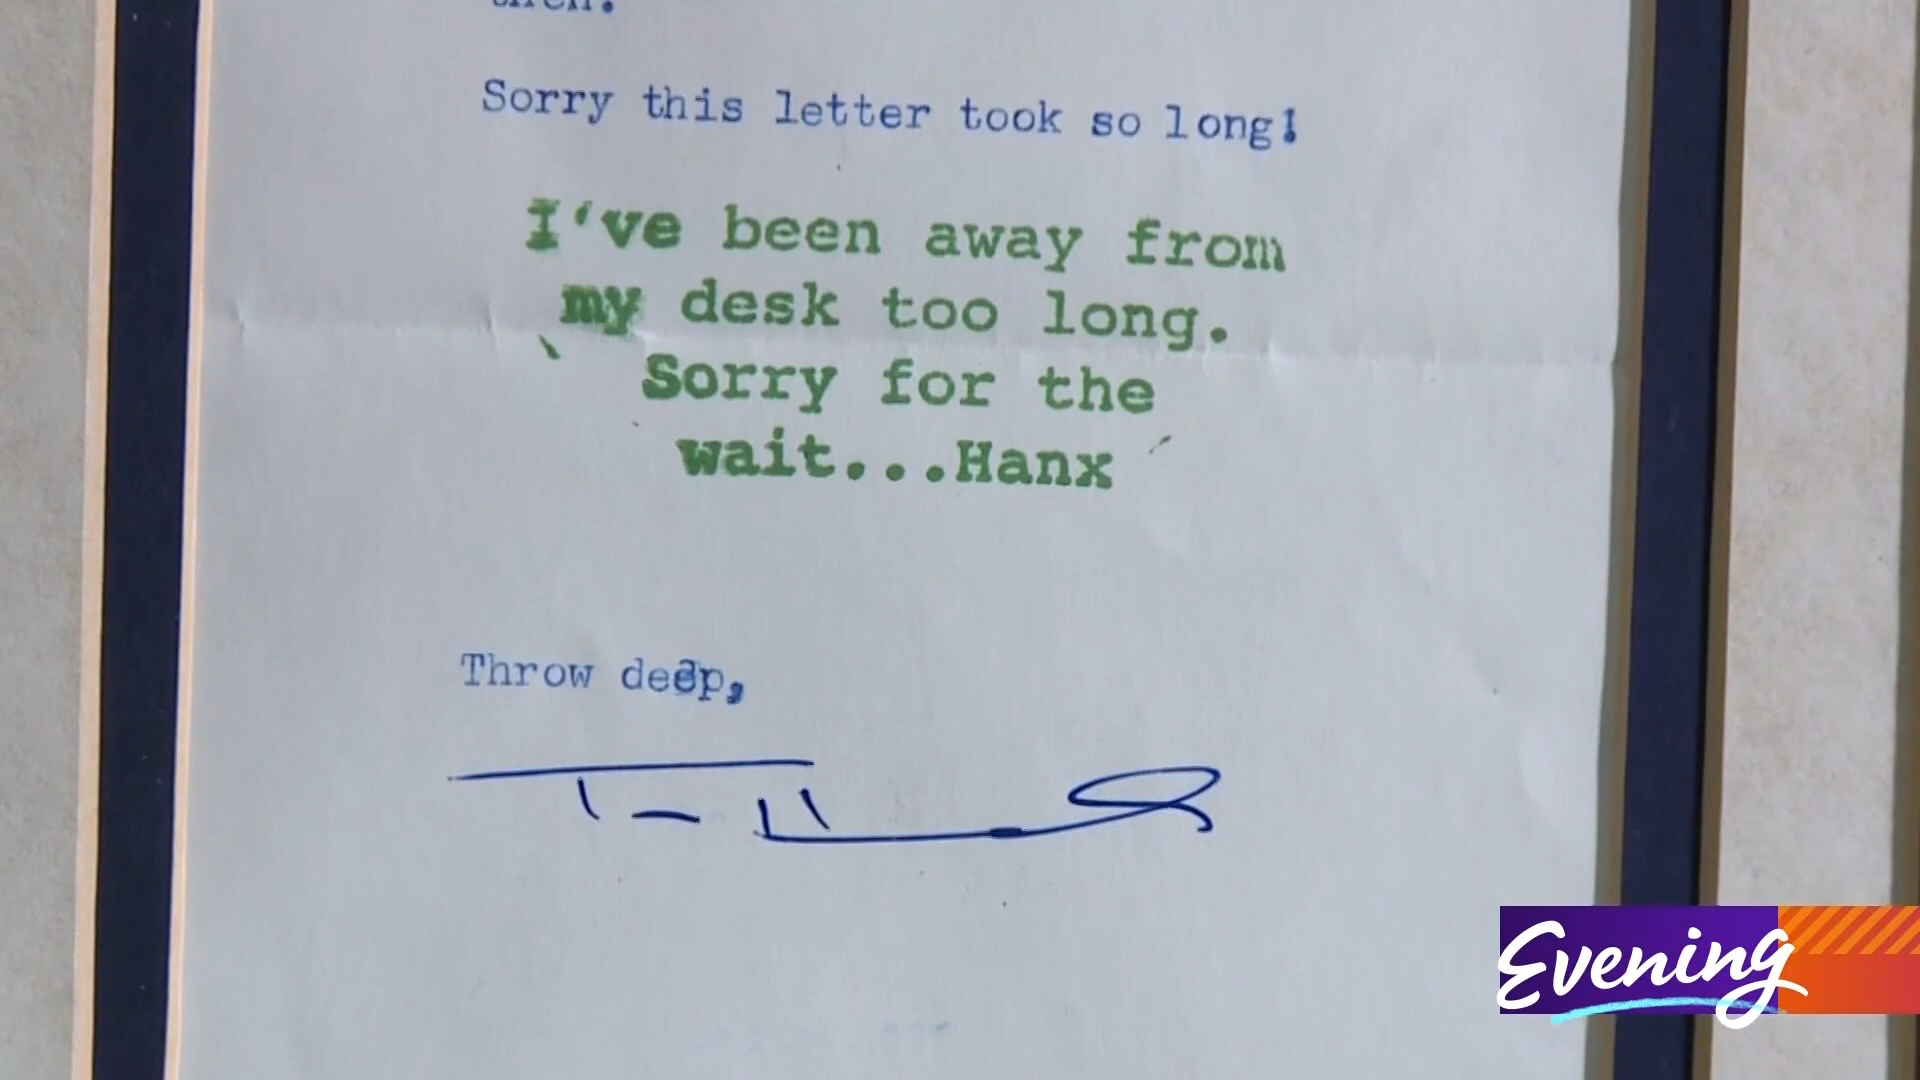 Sorry this letter took so long!
I've been away from
my desk too long.
Sorry for the
wait...Hanx
Throw deep,
Evening